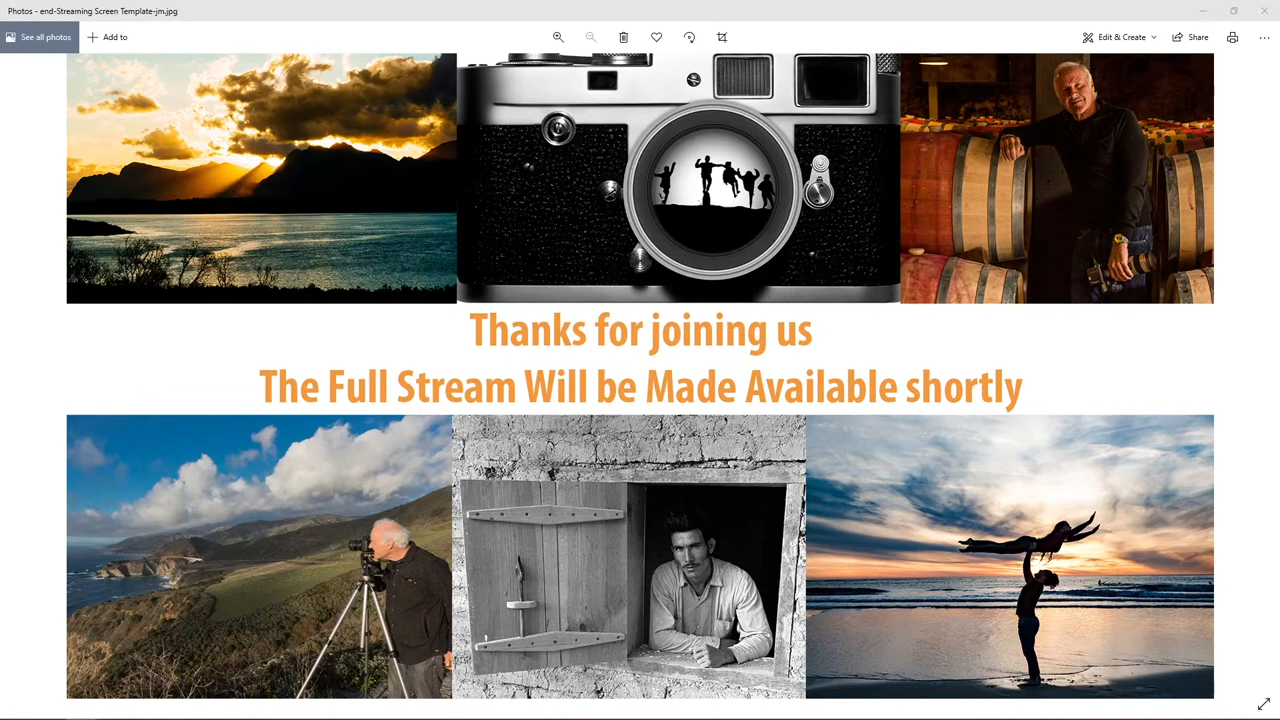 Photos - end-Streaming Screen Template-jm.jpg
See all photos
Add to
Edit & Create
Share
Thanks for joining us
The Full Stream Will be Made Available shortly